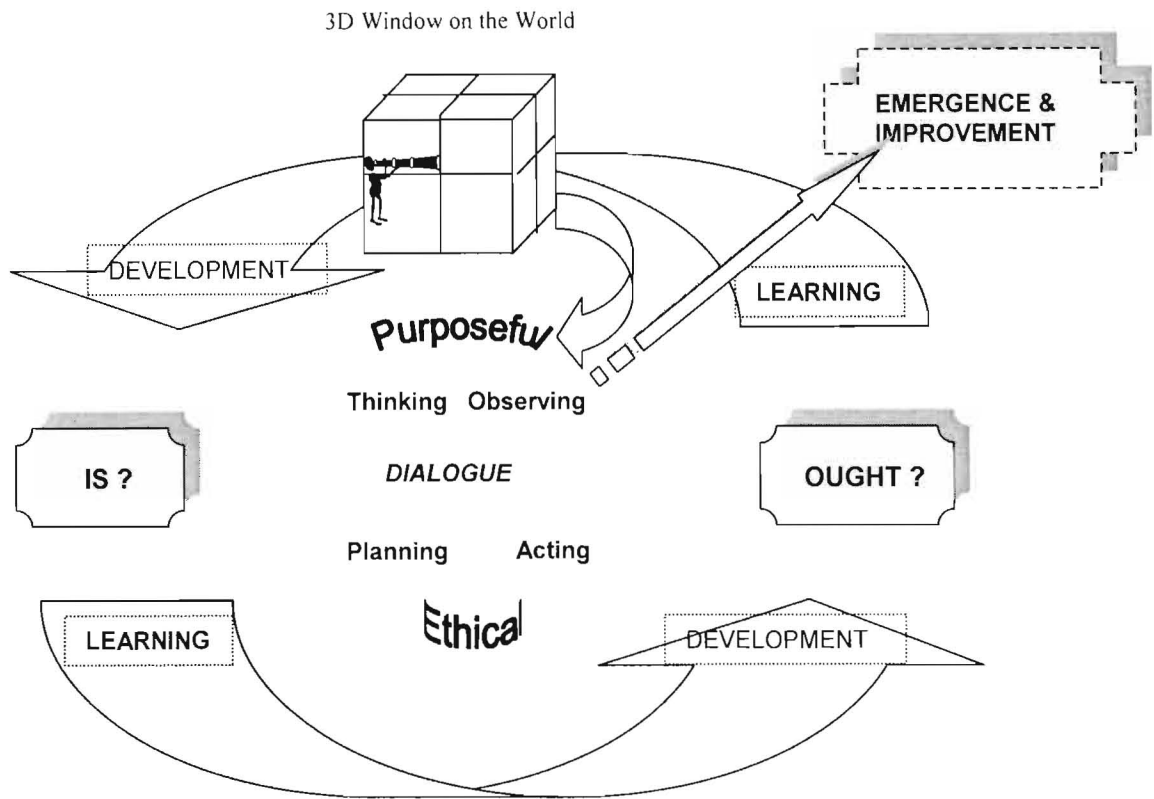 3D Window on the World
EMERGENCE &
IMPROVEMENT
DEVELOPMENT
LEARNING
Purposeful
Thinking Observing
IS ?
DIALOGUE
OUGHT ?
Planning Acting
Ethical
LEARNING
DEVELOPMENT